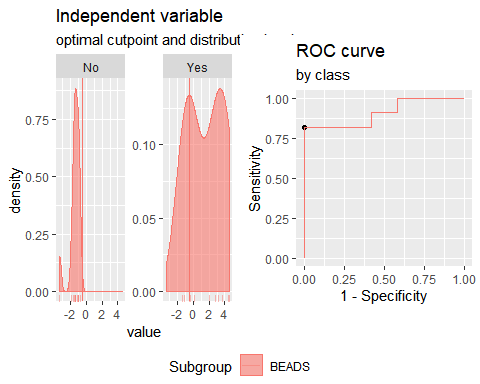 Independent variable
optimal cutpoint and distribut
No
Yes
density
0.75
0.50
0.25
0.00
0.10
0.05
0.00
-2 0 2 4
-2 0 2 4
value
ROC curve
by class
Sensitivity
1.00
0.75
0.50
0.25
0.00
0.00 0.25 0.50 0.75 1.00
1 - Specificity
Subgroup
BEADS